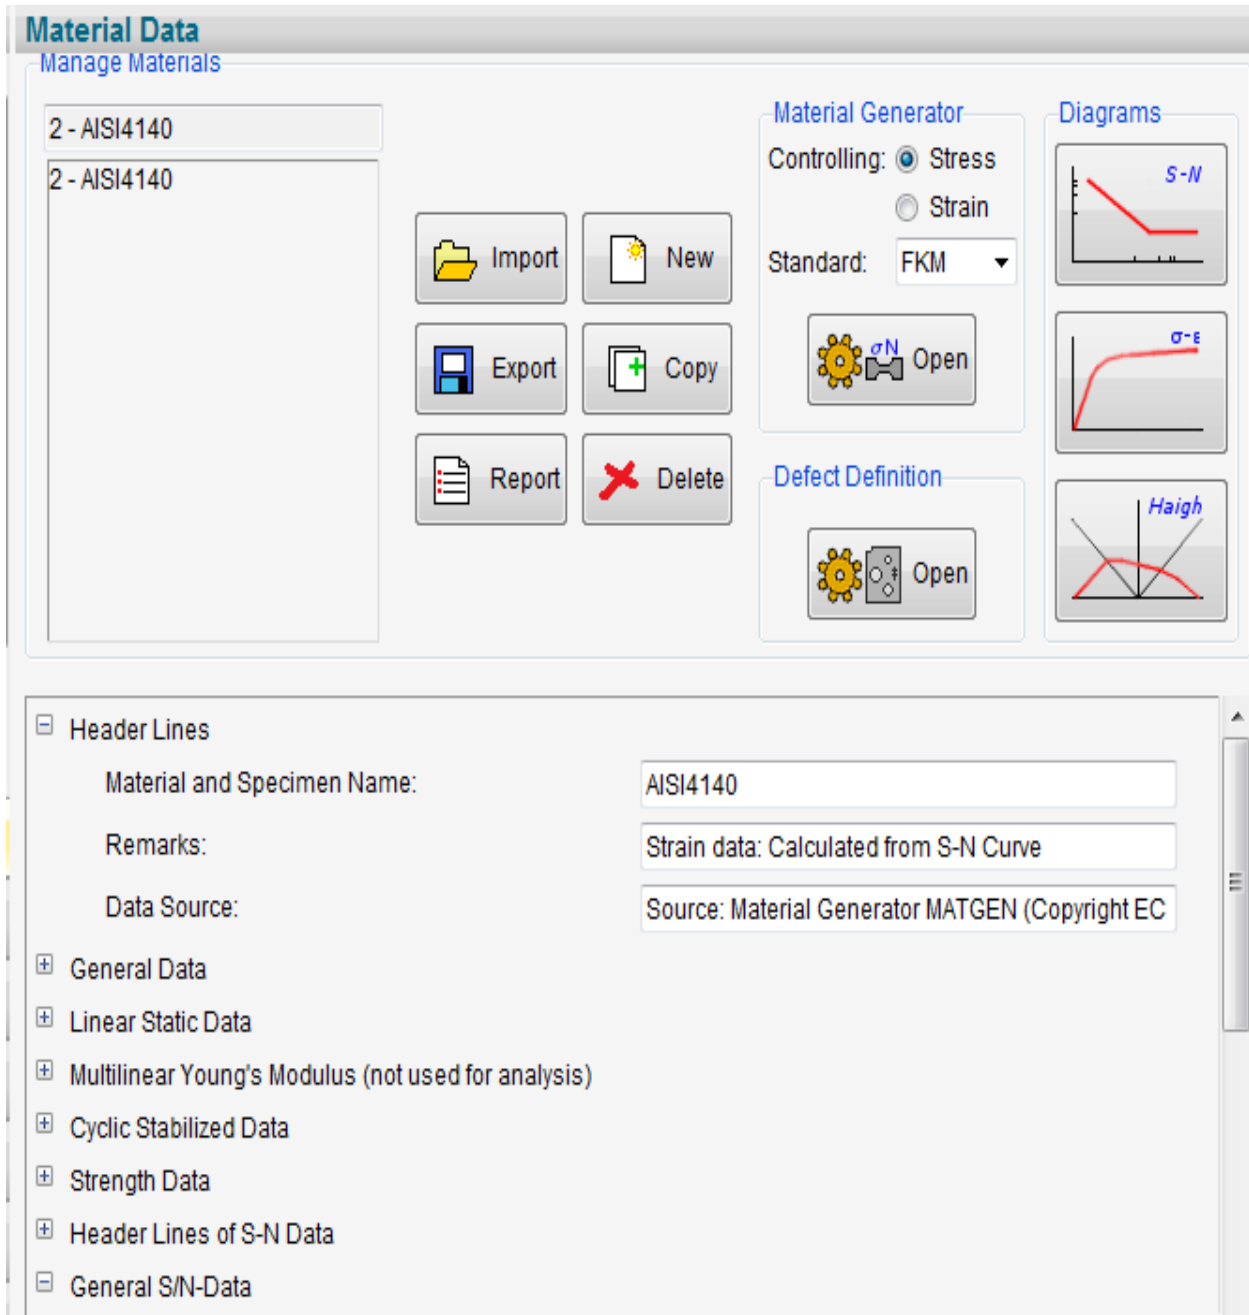 Material Data
Manage Materials
2 - AISI4140
2 - AISI4140
Import
New
Export
Copy
Report
Delete
Material Generator
Controlling: Stress
Strain
Standard: FKM
σN Open
Defect Definition
Open
Diagrams
S-N
σ-ε
Haigh
Header Lines
Material and Specimen Name: AISI4140
Remarks: Strain data: Calculated from S-N Curve
Data Source: Source: Material Generator MATGEN (Copyright EC
General Data
Linear Static Data
Multilinear Young's Modulus (not used for analysis)
Cyclic Stabilized Data
Strength Data
Header Lines of S-N Data
General S/N-Data